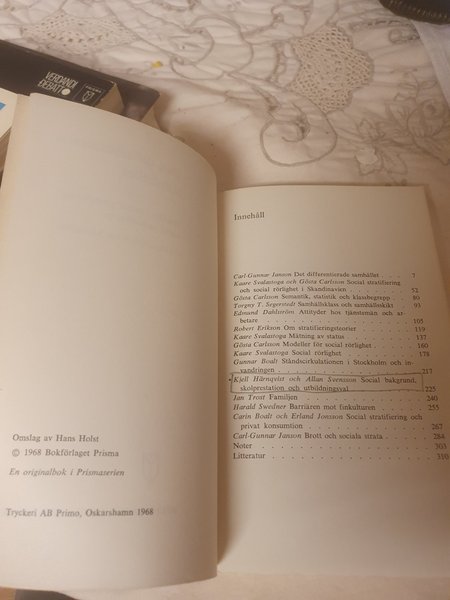 VERDANDI
DEBATT
PRISMA
Omslag av Hans Holst
© 1968 Bokförlaget Prisma
En originalbok i Prismaserien
Tryckeri AB Primo, Oskarshamn 1968
Innehåll
Carl-Gunnar Janson Det differentierade samhället . 7
Kaare Svalastoga och Gösta Carlsson Social stratifiering
och social rörlighet i Skandinavien . . . . 52
Gösta Carlsson Semantik, statistik och klassbegrepp . 80
Torgny T. Segerstedt Samhällsklass och samhällsskikt 93
Edmund Dahlström Attityder hos tjänstemän och ar-
betare . . . . 105
Robert Erikson Om stratifieringsteorier . . . . 119
Kaare Svalastoga Mätning av status . . . . 137
Gösta Carlsson Modeller för social rörlighet . . . . 160
Kaare Svalastoga Social rörlighet . . . . 178
Gunnar Boalt Ståndscirkulationen i Stockholm och in-
vandringen . . . . 217
Kjell Härnqvist och Allan Svensson Social bakgrund,
skolprestation och utbildningsval . . . . 225
Jan Trost Familjen . . . . 240
Harald Swedner Barriären mot finkulturen . . . . 255
Carin Boalt och Erland Jonsson Social stratifiering och
privat konsumtion . . . . 267
Carl-Gunnar Janson Brott och sociala strata . . . . 284
Noter . . . . 303
Litteratur . . . . 310